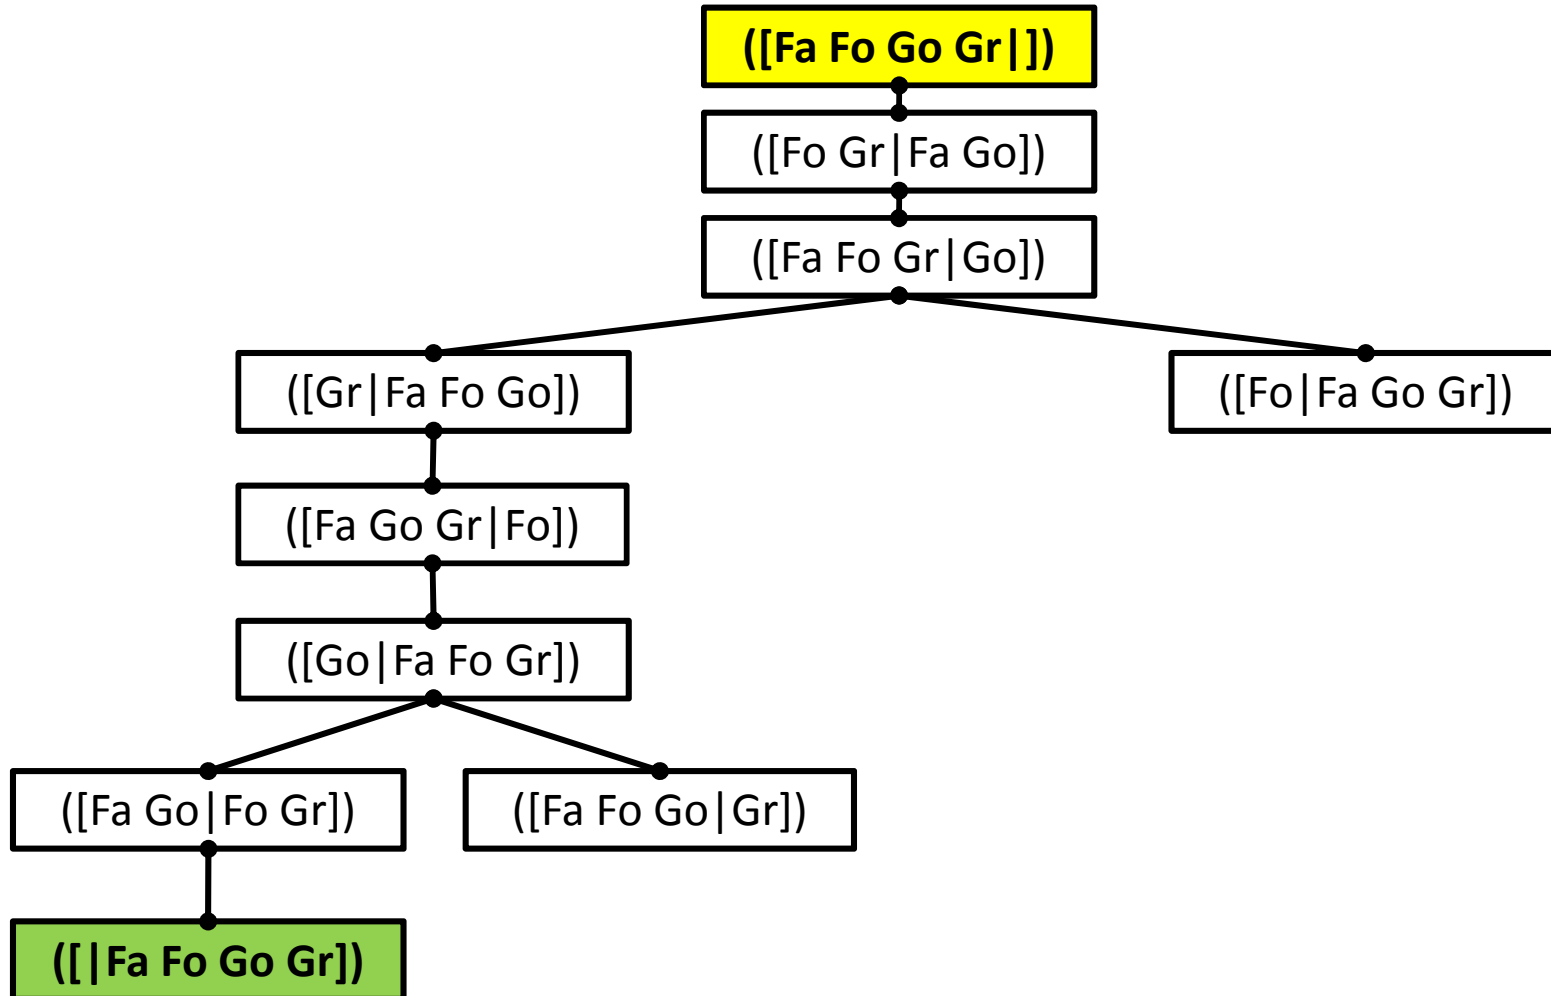 ([Fa Fo Go Gr|])
([Fo Gr|Fa Go])
([Fa Fo Gr|Go])
([Gr|Fa Fo Go])
([Fo|Fa Go Gr])
([Fa Go Gr|Fo])
([Go|Fa Fo Gr])
([Fa Go|Fo Gr])
([Fa Fo Go|Gr])
([|Fa Fo Go Gr])